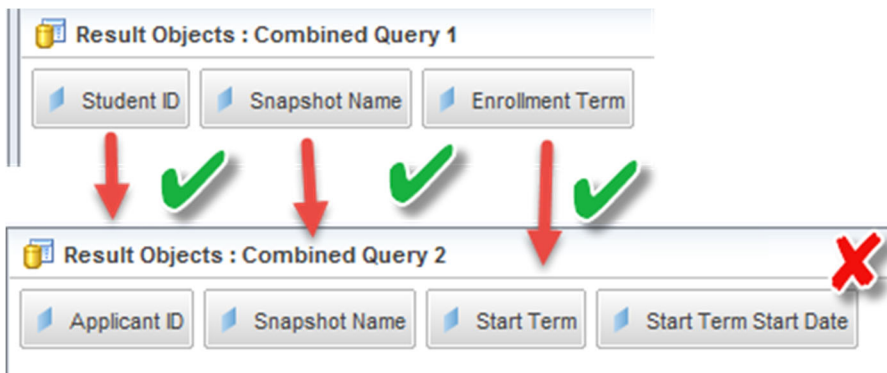 Result Objects : Combined Query 1
Student ID Snapshot Name Enrollment Term
Result Objects : Combined Query 2
Applicant ID Snapshot Name Start Term Start Term Start Date